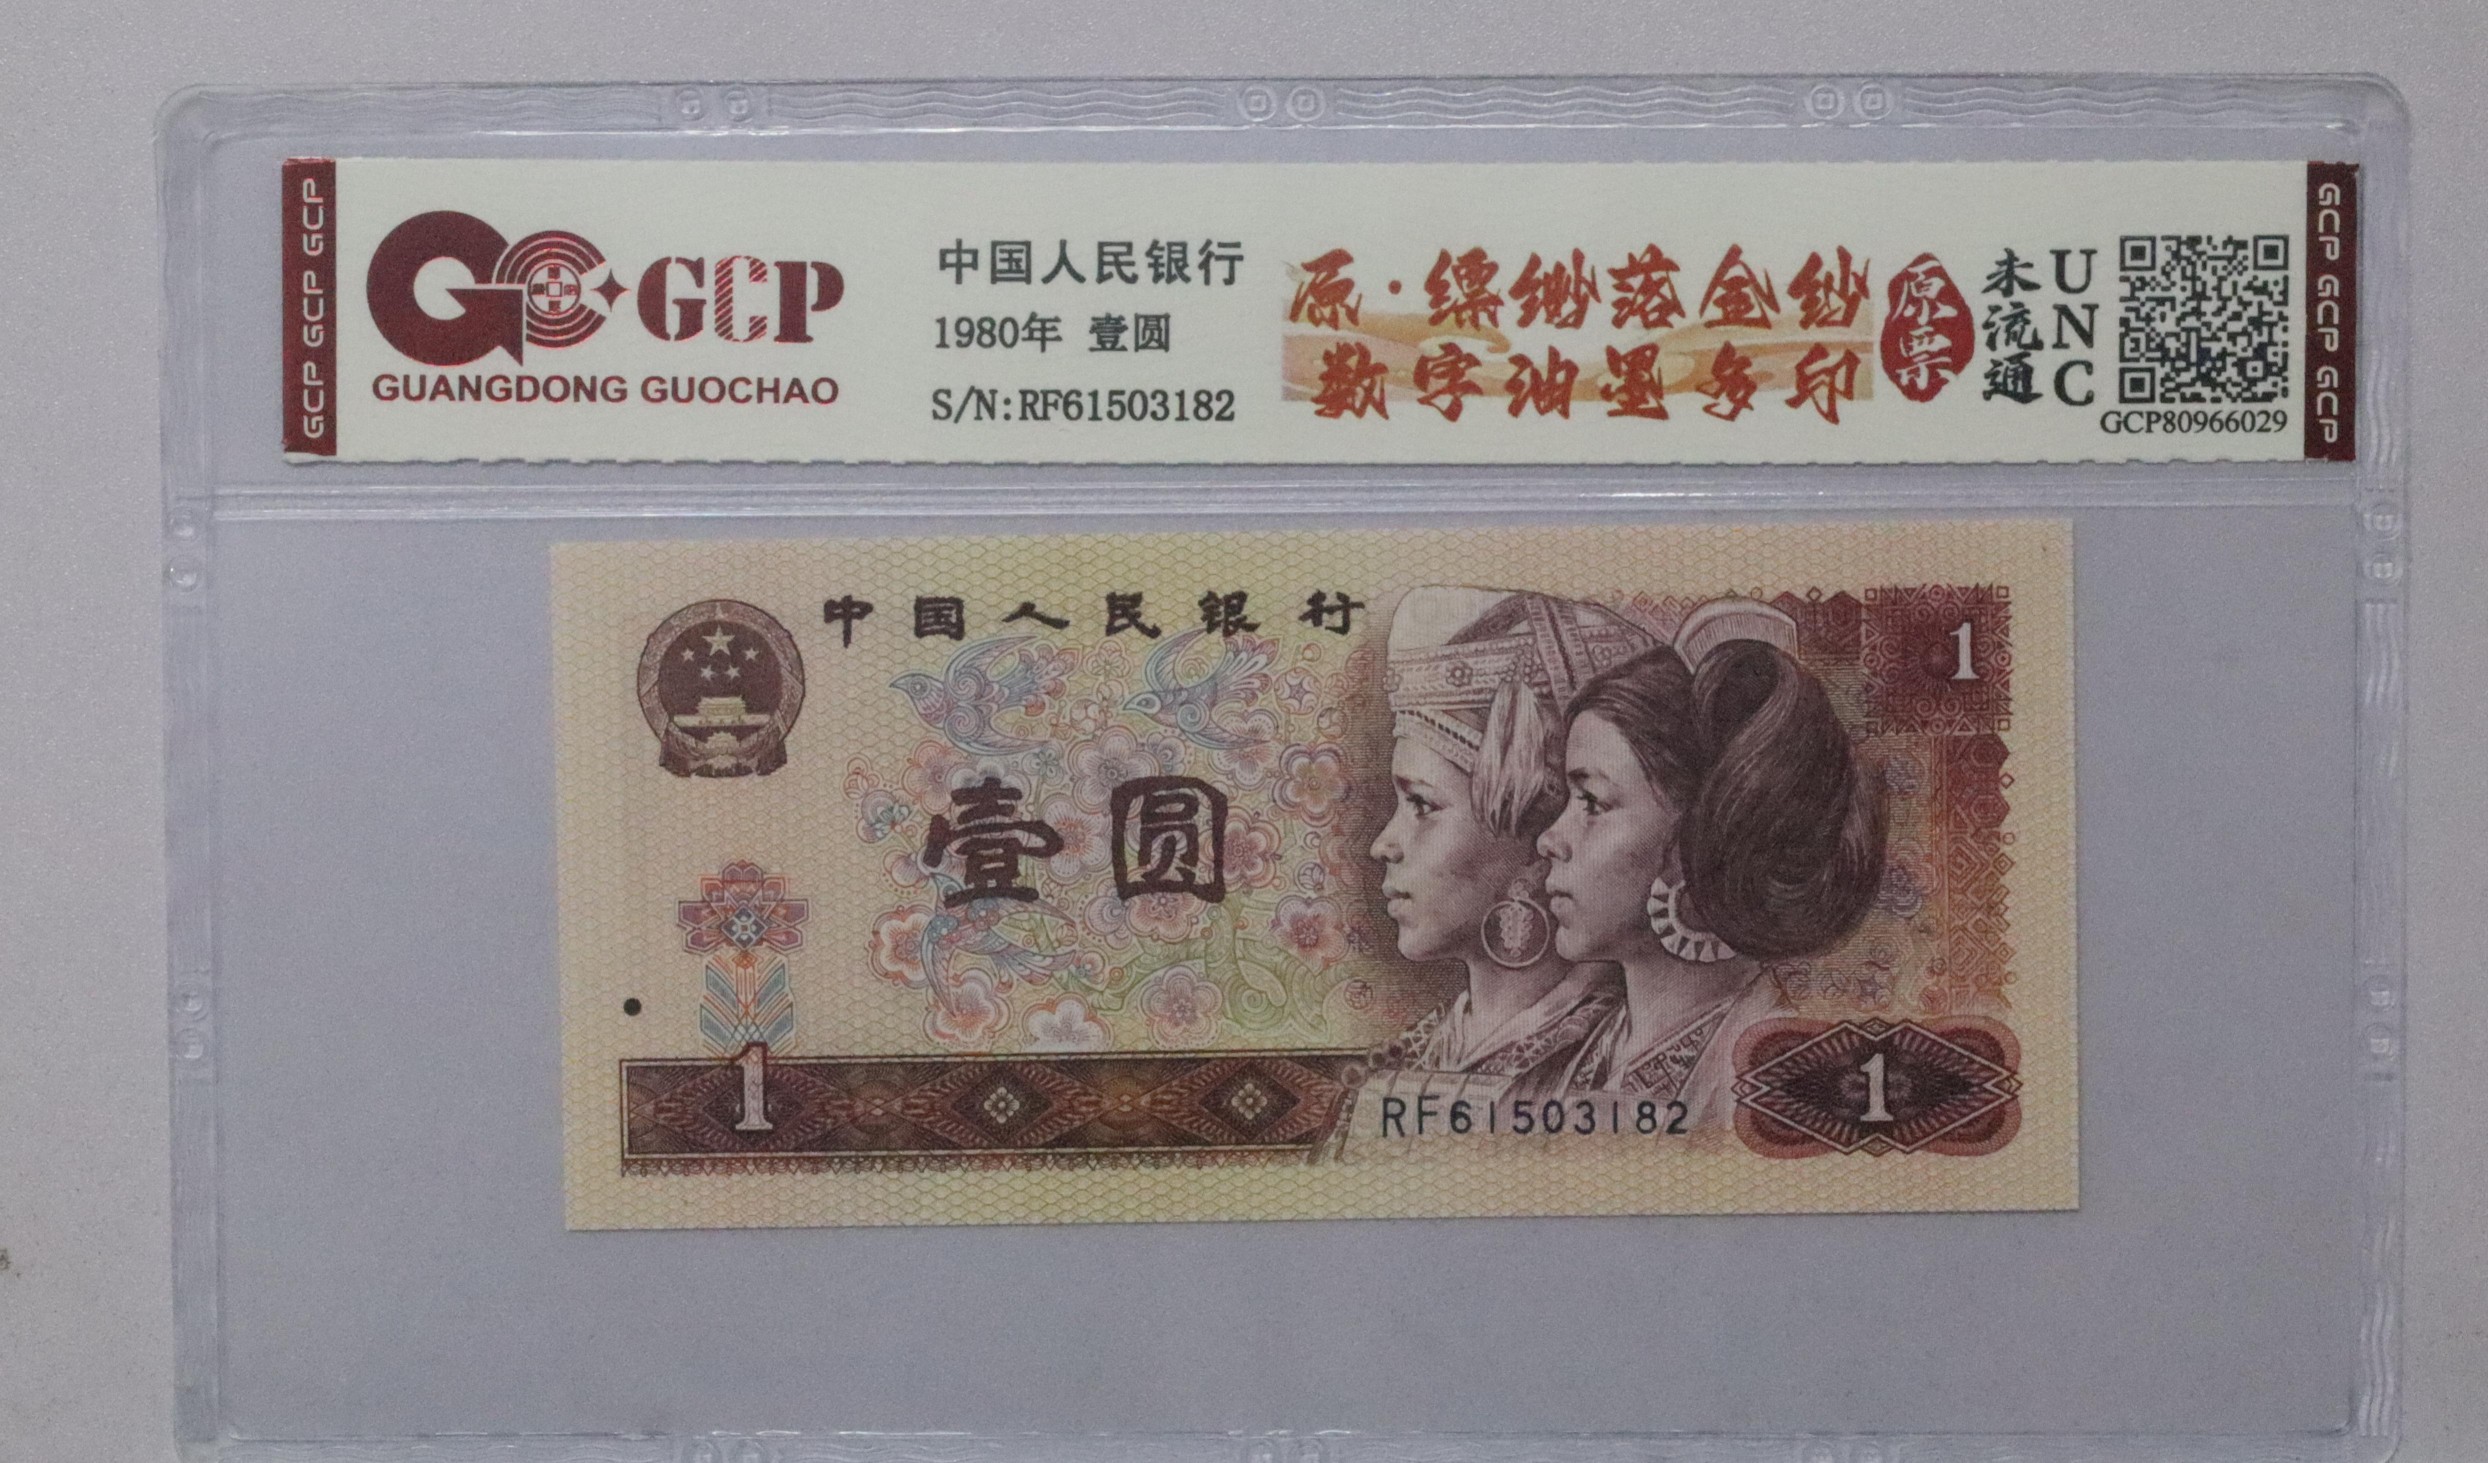 GCP GCP GCP
GCP
GUANGDONG GUOCHAO
中国人民银行
1980年 壹圆
S/N:RF61503182
原·缥缈落金纱
数字油墨多印
原票
未流通
UNC
GCP80966029
GCP GCP GCP
中国人民银行
1
壹圆
1
RF61503182
1